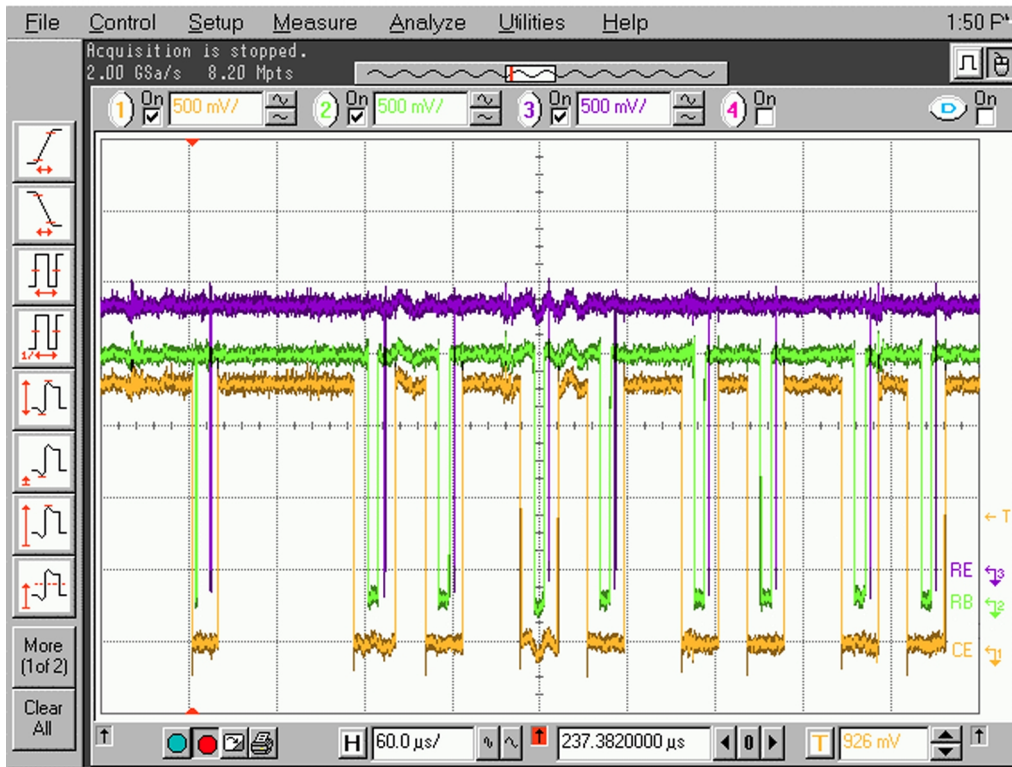 File Control Setup Measure Analyze Utilities Help 1:50 P
Acquisition is stopped.
2.00 GSa/s 8.20 Mpts
1 On 500 mV/ 2 On 500 mV/ 3 On 500 mV/ 4 On D On
1/
T
RE 3
RB 2
CE 1
More
(1 of 2)
Clear
All
H 60.0 µs/ 237.3820000 µs 0 T 926 mV